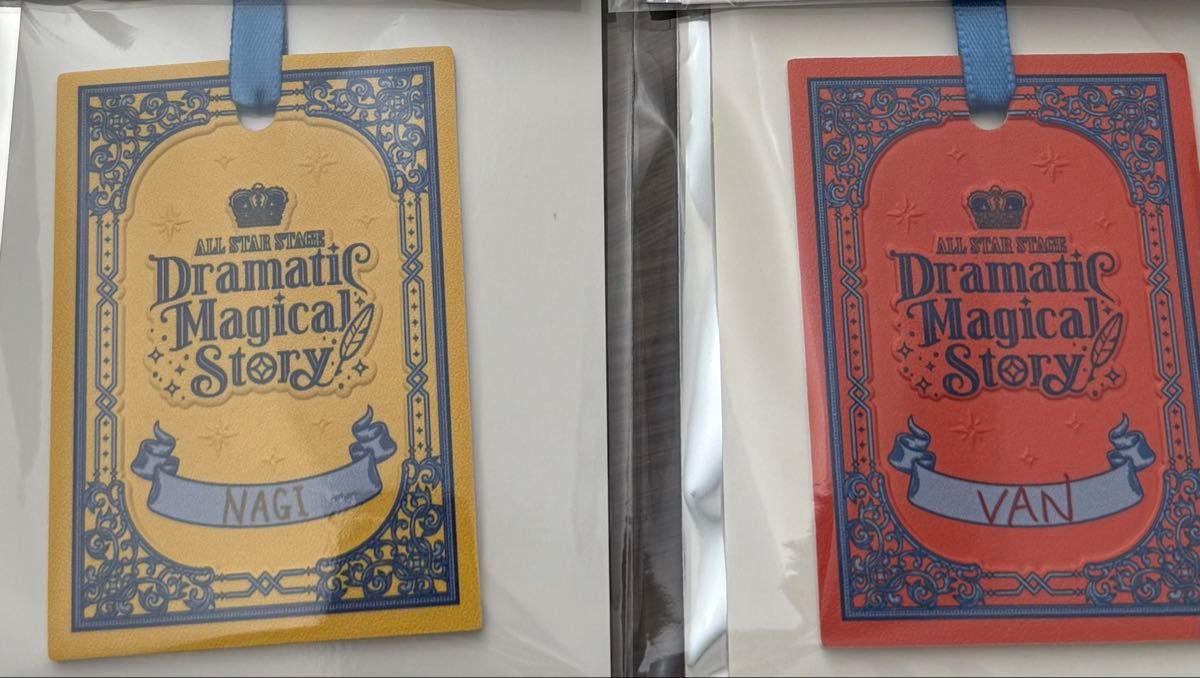 ALL STAR STAGE
Dramatic
Magical
Story
NAGI
ALL STAR STAGE
Dramatic
Magical
Story
VAN